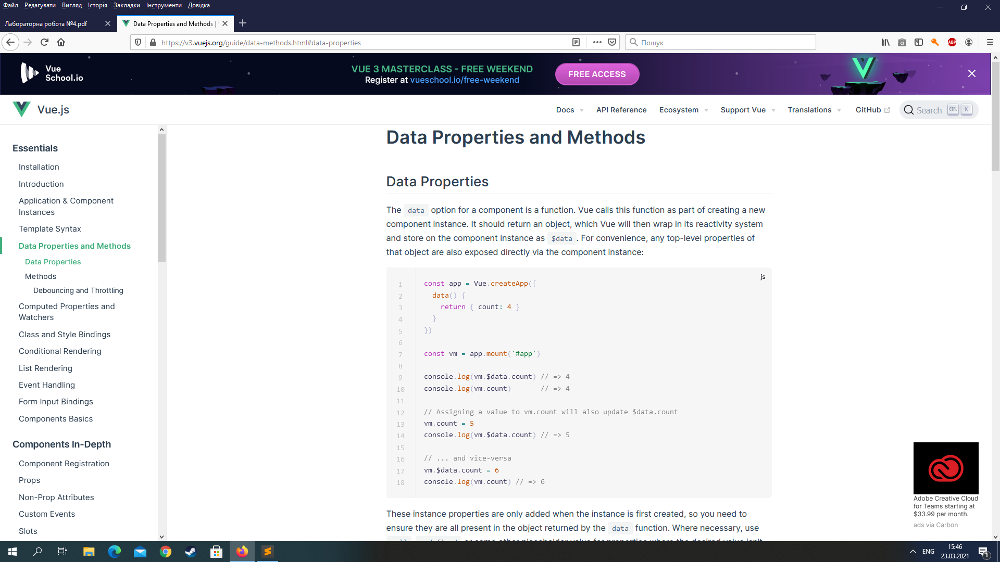 Файл Редагувати Вигляд Історія Закладки Інструменти Довідка
Лабораторна робота №4.pdf
Data Properties and Methods |
https://v3.vuejs.org/guide/data-methods.html#data-properties
Пошук
ABP
Vue
School.io
VUE 3 MASTERCLASS - FREE WEEKEND
Register at vueschool.io/free-weekend
FREE ACCESS
Vue.js
Docs
API Reference
Ecosystem
Support Vue
Translations
GitHub
Search
CTRL
K
Essentials
Installation
Introduction
Application & Component
Instances
Template Syntax
Data Properties and Methods
Data Properties
Methods
Debouncing and Throttling
Computed Properties and
Watchers
Class and Style Bindings
Conditional Rendering
List Rendering
Event Handling
Form Input Bindings
Components Basics
Components In-Depth
Component Registration
Props
Non-Prop Attributes
Custom Events
Slots
Data Properties and Methods
Data Properties
The data option for a component is a function. Vue calls this function as part of creating a new
component instance. It should return an object, which Vue will then wrap in its reactivity system
and store on the component instance as $data . For convenience, any top-level properties of
that object are also exposed directly via the component instance:
js
1 const app = Vue.createApp({
2 data() {
3 return { count: 4 }
4 }
5 })
6
7 const vm = app.mount('#app')
8
9 console.log(vm.$data.count) // => 4
10 console.log(vm.count) // => 4
11
12 // Assigning a value to vm.count will also update $data.count
13 vm.count = 5
14 console.log(vm.$data.count) // => 5
15
16 // ... and vice-versa
17 vm.$data.count = 6
18 console.log(vm.count) // => 6
These instance properties are only added when the instance is first created, so you need to
ensure they are all present in the object returned by the data function. Where necessary, use
or some other placeholder value for properties where the desired value isn't
Adobe Creative Cloud
for Teams starting at
$33.99 per month.
ads via Carbon
ENG
15:46
23.03.2021
1